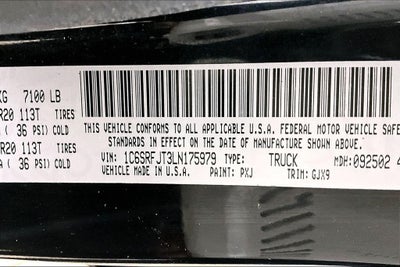 KG 7100 LB
R20 113T TIRES
A( 36 PSI) COLD
R20 113T TIRES
A ( 36 PSI) COLD
THIS VEHICLE CONFORMS TO ALL APPLICABLE U.S.A. FEDERAL MOTOR VEHICLE SAFE
STANDARDS IN EFFECT ON THE DATE OF MANUFACTURE SHOWN ABOVE.
VIN: 1C6SRFJT3LN175979 TYPE: TRUCK MDH:092502 4
VEHICLE MADE IN U.S.A. PAINT: PXJ TRIM: GJX9